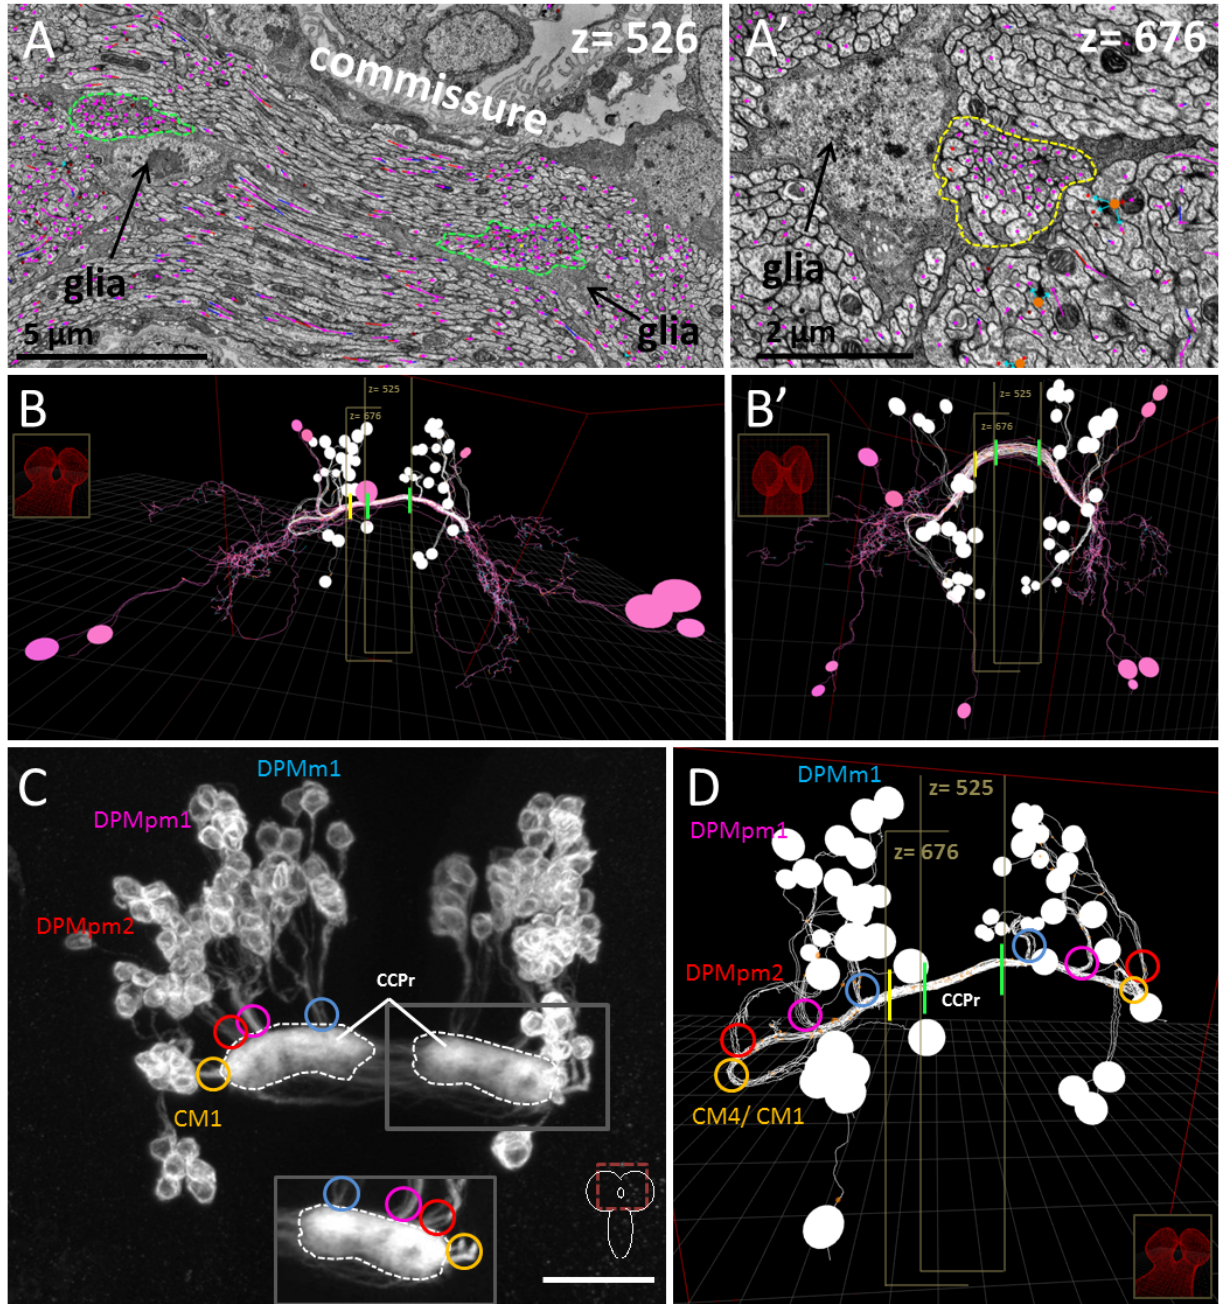 A
z= 526
commissure
glia
glia
5 μm
A'
z= 676
glia
2 μm
B
z= 525
z= 676
B'
z= 525
z= 676
C
DPMm1
DPMpm1
DPMpm2
CCPr
CM1
D
DPMm1
z= 525
DPMpm1
z= 676
DPMpm2
CCPr
CM4/ CM1